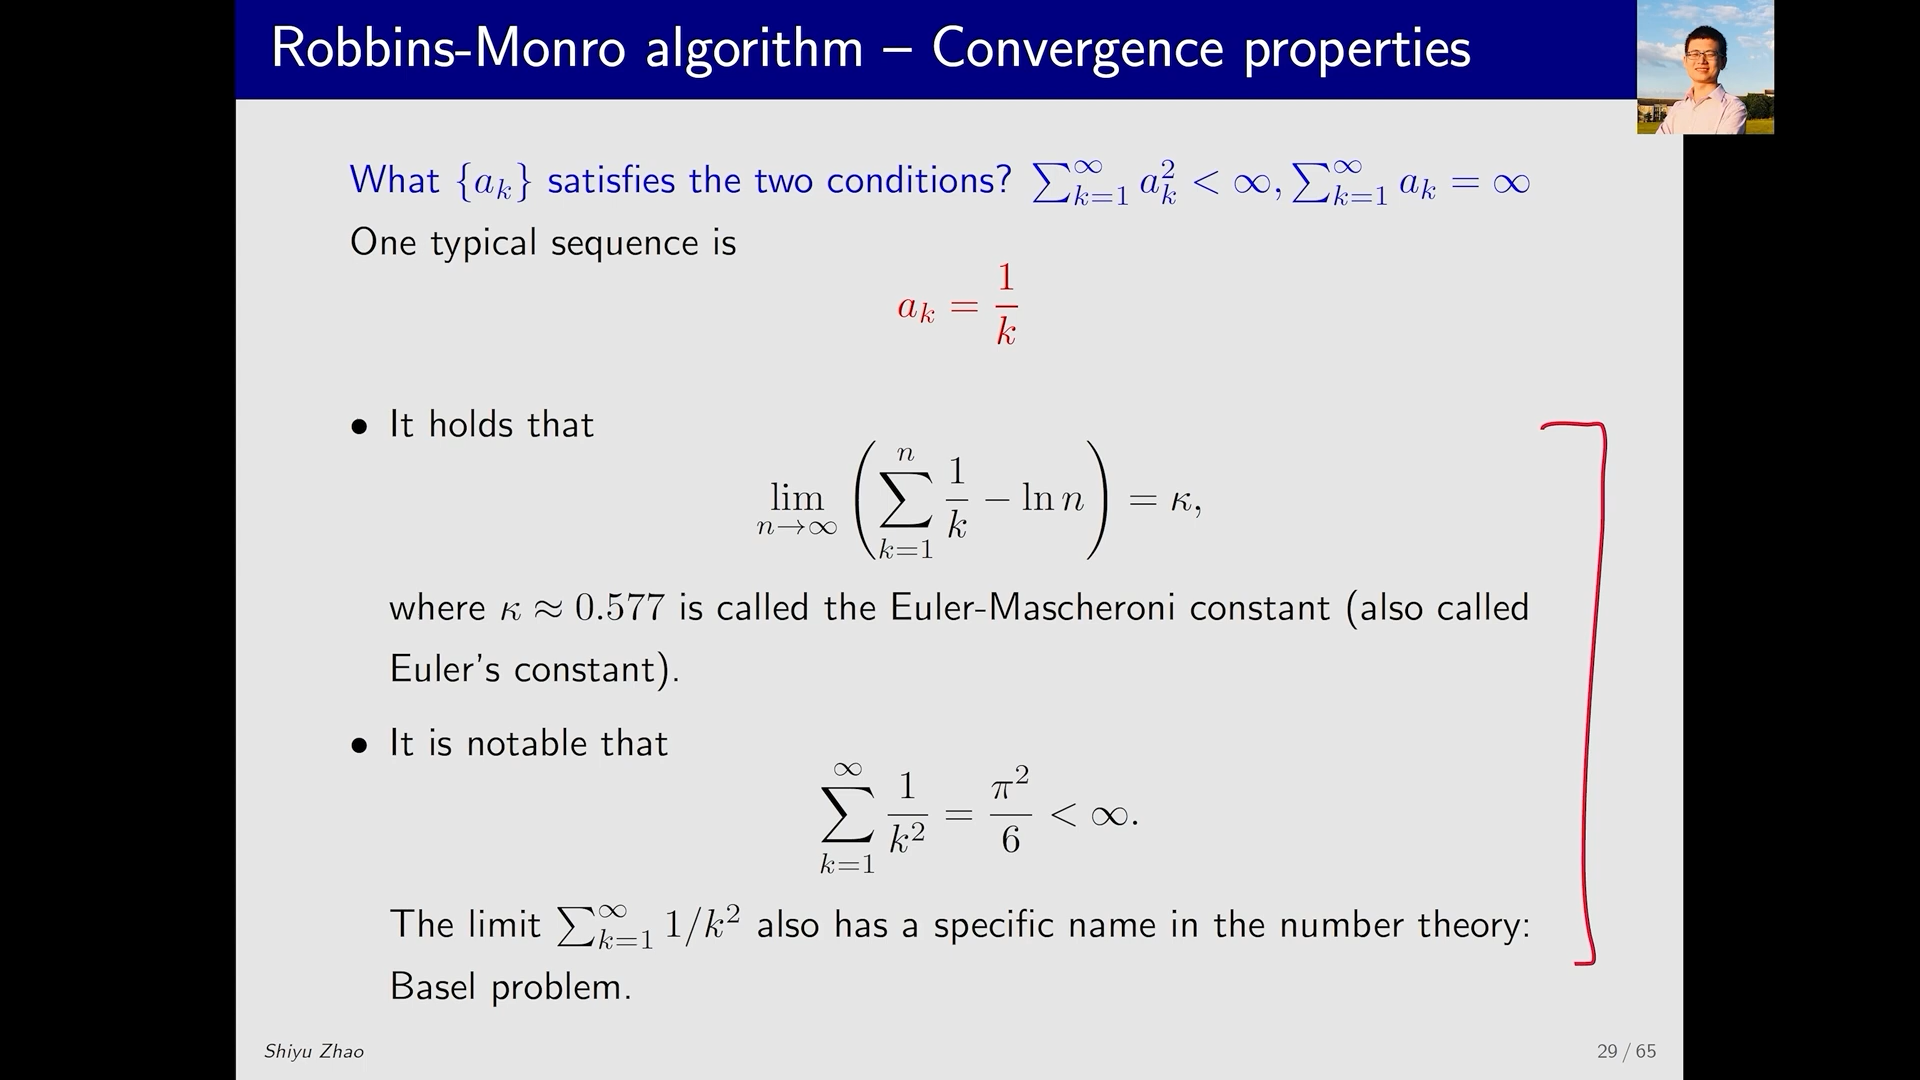 Robbins-Monro algorithm – Convergence properties
What {a_k} satisfies the two conditions? ∑_{k=1}^{∞} a_k^2 < ∞, ∑_{k=1}^{∞} a_k = ∞
One typical sequence is
a_k = 1/k
• It holds that
lim_{n→∞} (∑_{k=1}^{n} 1/k − ln n) = κ,
where κ ≈ 0.577 is called the Euler-Mascheroni constant (also called
Euler's constant).
• It is notable that
∑_{k=1}^{∞} 1/k^2 = π^2/6 < ∞.
The limit ∑_{k=1}^{∞} 1/k^2 also has a specific name in the number theory:
Basel problem.
Shiyu Zhao
29 / 65